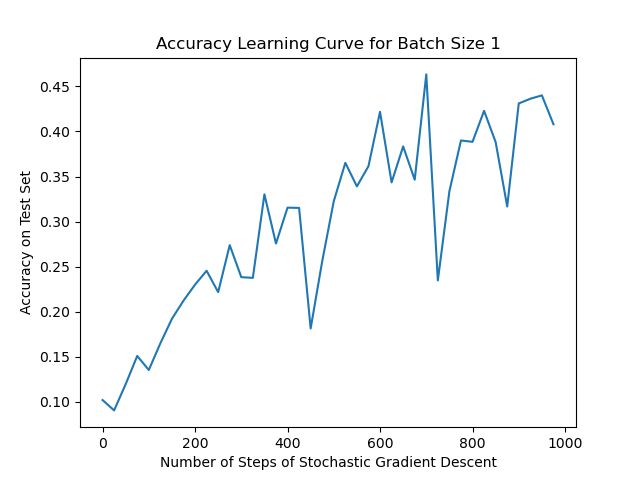 Accuracy Learning Curve for Batch Size 1
0.45
0.40
0.35
0.30
0.25
0.20
0.15
0.10
Accuracy on Test Set
0 200 400 600 800 1000
Number of Steps of Stochastic Gradient Descent